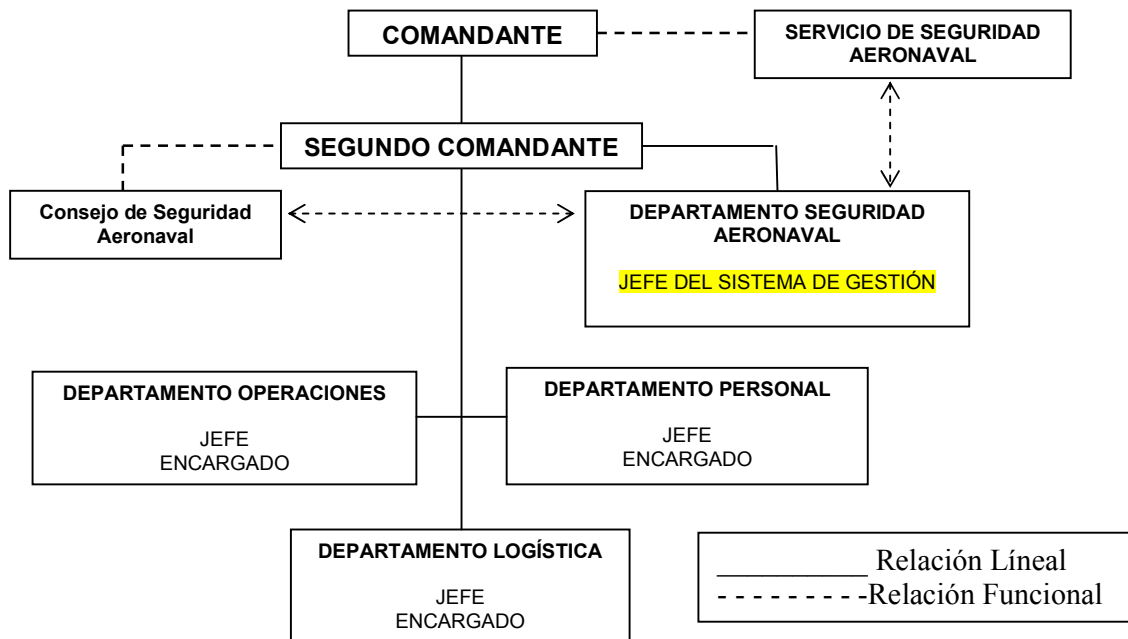 COMANDANTE
SERVICIO DE SEGURIDAD
AERONAVAL
SEGUNDO COMANDANTE
Consejo de Seguridad
Aeronaval
DEPARTAMENTO SEGURIDAD
AERONAVAL
JEFE DEL SISTEMA DE GESTIÓN
DEPARTAMENTO OPERACIONES
JEFE
ENCARGADO
DEPARTAMENTO PERSONAL
JEFE
ENCARGADO
DEPARTAMENTO LOGÍSTICA
JEFE
ENCARGADO
___________ Relación Líneal
- - - - - - - - - -Relación Funcional